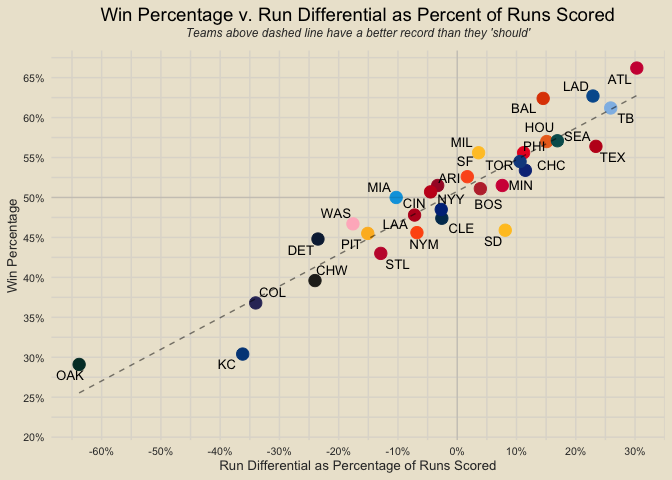 Win Percentage v. Run Differential as Percent of Runs Scored
Teams above dashed line have a better record than they 'should'
Win Percentage
65%
60%
55%
50%
45%
40%
35%
30%
25%
20%
ATL
LAD
BAL
TB
HOU
SEA
MIL
PHI
TEX
SF
TOR
CHC
ARI
MIN
MIA
CIN
NYY
BOS
WAS
LAA
CLE
DET
PIT
NYM
SD
STL
CHW
COL
KC
OAK
-60%
-50%
-40%
-30%
-20%
-10%
0%
10%
20%
30%
Run Differential as Percentage of Runs Scored